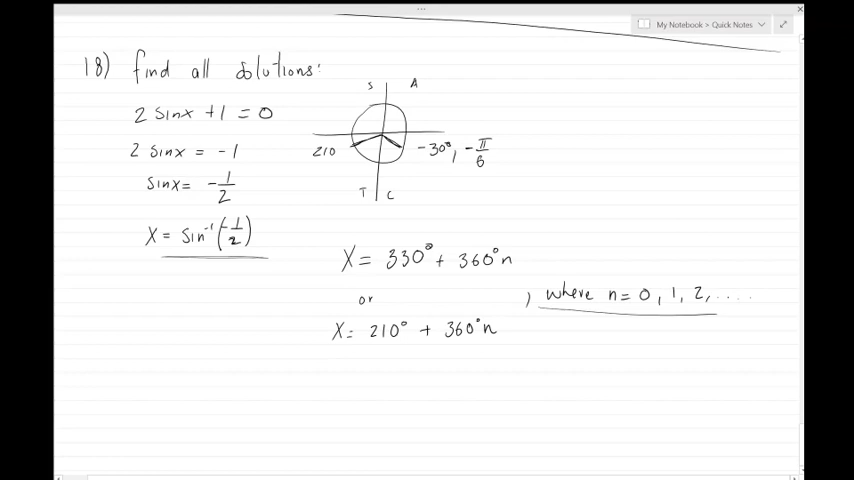 My Notebook > Quick Notes
18) find all solutions:
S A
2 sinx + 1 = 0
2 sinx = -1
210 -30°, -π/6
sinx = -1/2
T C
X = sin⁻¹(-1/2)
X = 330° + 360°n
or
, where n = 0, 1, 2, ....
X = 210° + 360°n